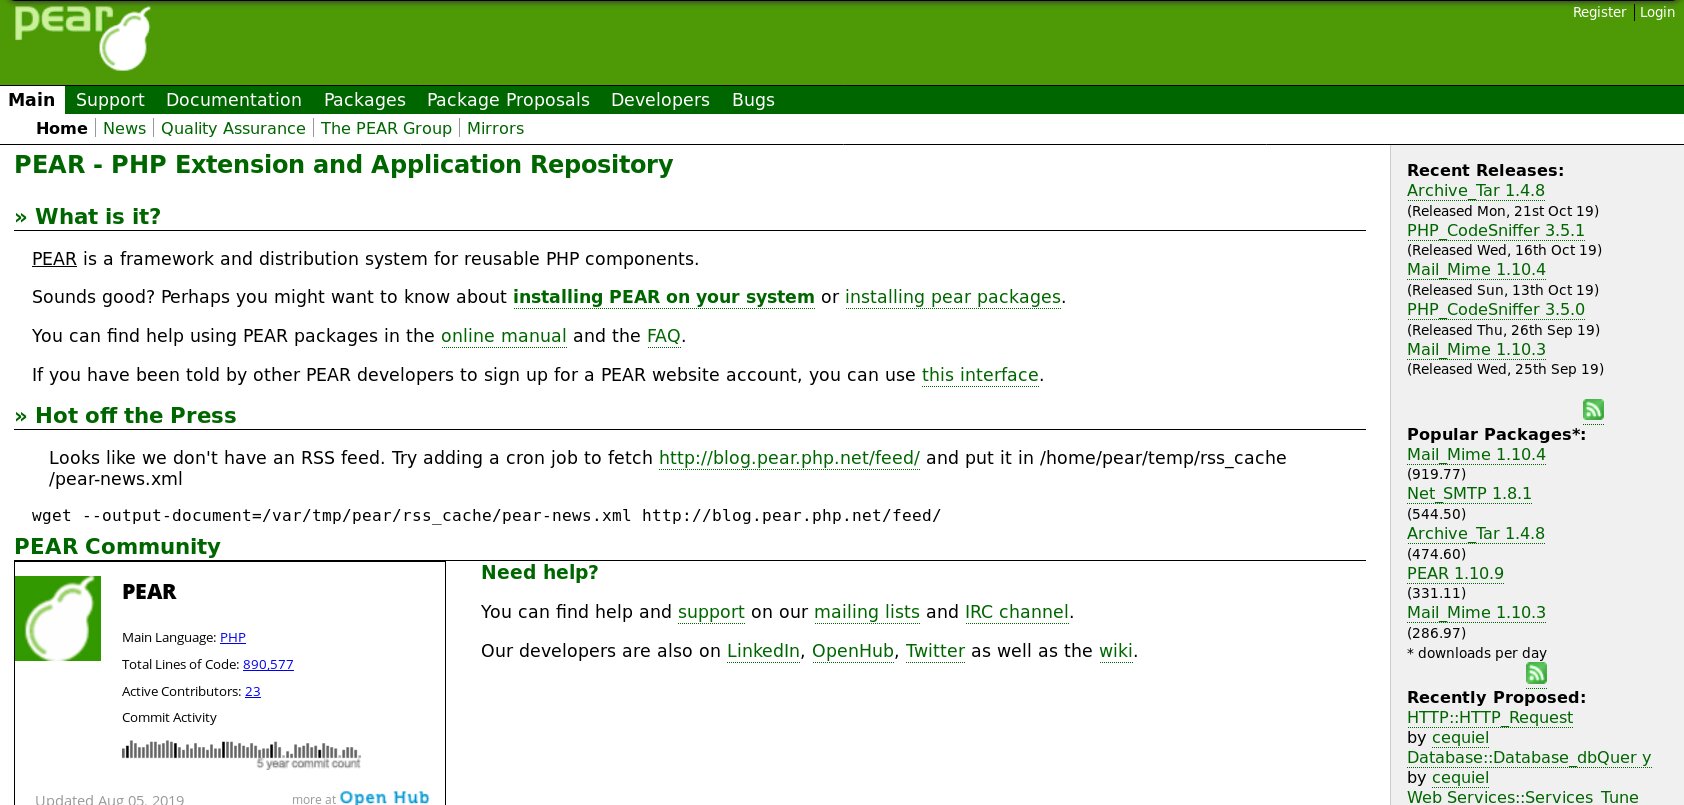 pear
Register Login
Main Support Documentation Packages Package Proposals Developers Bugs
Home News Quality Assurance The PEAR Group Mirrors
PEAR - PHP Extension and Application Repository
» What is it?
PEAR is a framework and distribution system for reusable PHP components.
Sounds good? Perhaps you might want to know about installing PEAR on your system or installing pear packages.
You can find help using PEAR packages in the online manual and the FAQ.
If you have been told by other PEAR developers to sign up for a PEAR website account, you can use this interface.
» Hot off the Press
Looks like we don't have an RSS feed. Try adding a cron job to fetch http://blog.pear.php.net/feed/ and put it in /home/pear/temp/rss_cache
/pear-news.xml
wget --output-document=/var/tmp/pear/rss_cache/pear-news.xml http://blog.pear.php.net/feed/
PEAR Community
PEAR
Main Language: PHP
Total Lines of Code: 890,577
Active Contributors: 23
Commit Activity
5 year commit count
Updated Aug 05, 2019
more at Open Hub
Need help?
You can find help and support on our mailing lists and IRC channel.
Our developers are also on LinkedIn, OpenHub, Twitter as well as the wiki.
Recent Releases:
Archive_Tar 1.4.8
(Released Mon, 21st Oct 19)
PHP_CodeSniffer 3.5.1
(Released Wed, 16th Oct 19)
Mail_Mime 1.10.4
(Released Sun, 13th Oct 19)
PHP_CodeSniffer 3.5.0
(Released Thu, 26th Sep 19)
Mail_Mime 1.10.3
(Released Wed, 25th Sep 19)
Popular Packages*:
Mail_Mime 1.10.4
(919.77)
Net_SMTP 1.8.1
(544.50)
Archive_Tar 1.4.8
(474.60)
PEAR 1.10.9
(331.11)
Mail_Mime 1.10.3
(286.97)
* downloads per day
Recently Proposed:
HTTP::HTTP_Request
by cequiel
Database::Database_dbQuer y
by cequiel
Web Services::Services_Tune